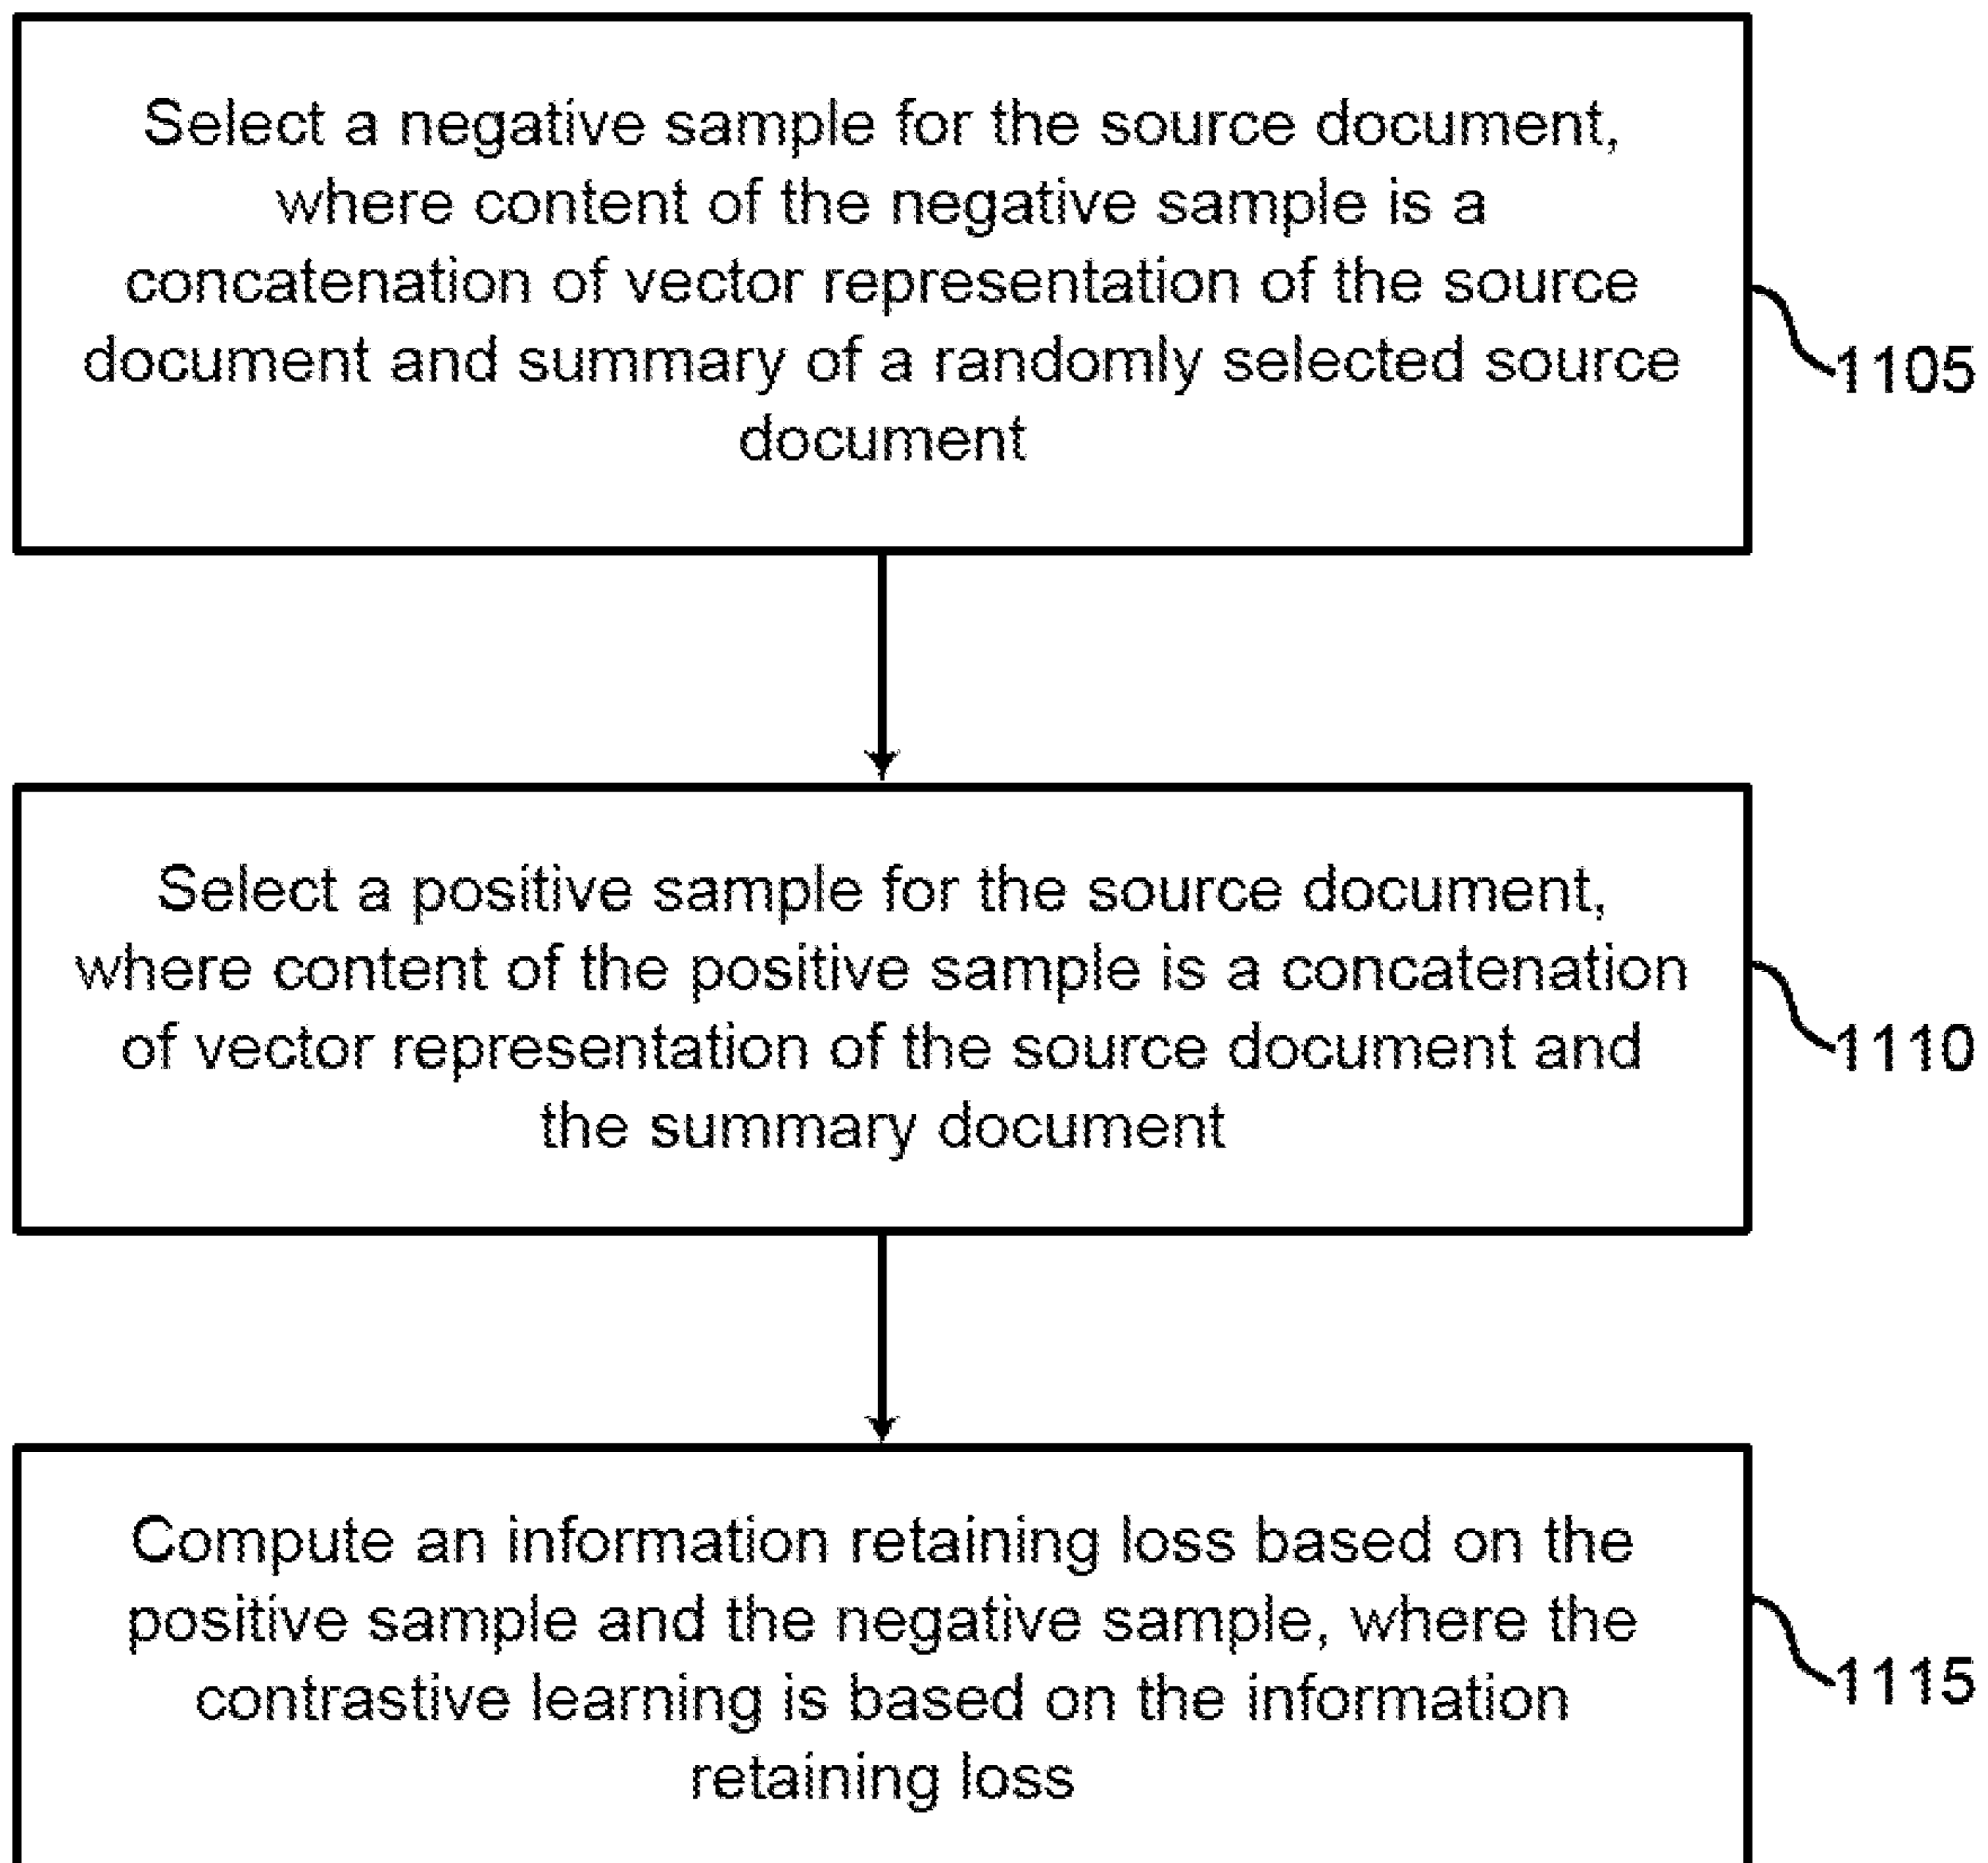 Select a negative sample for the source document,
where content of the negative sample is a
concatenation of vector representation of the source
document and summary of a randomly selected source
document
1105
Select a positive sample for the source document,
where content of the positive sample is a concatenation
of vector representation of the source document and
the summary document
1110
Compute an information retaining loss based on the
positive sample and the negative sample, where the
contrastive learning is based on the information
retaining loss
1115